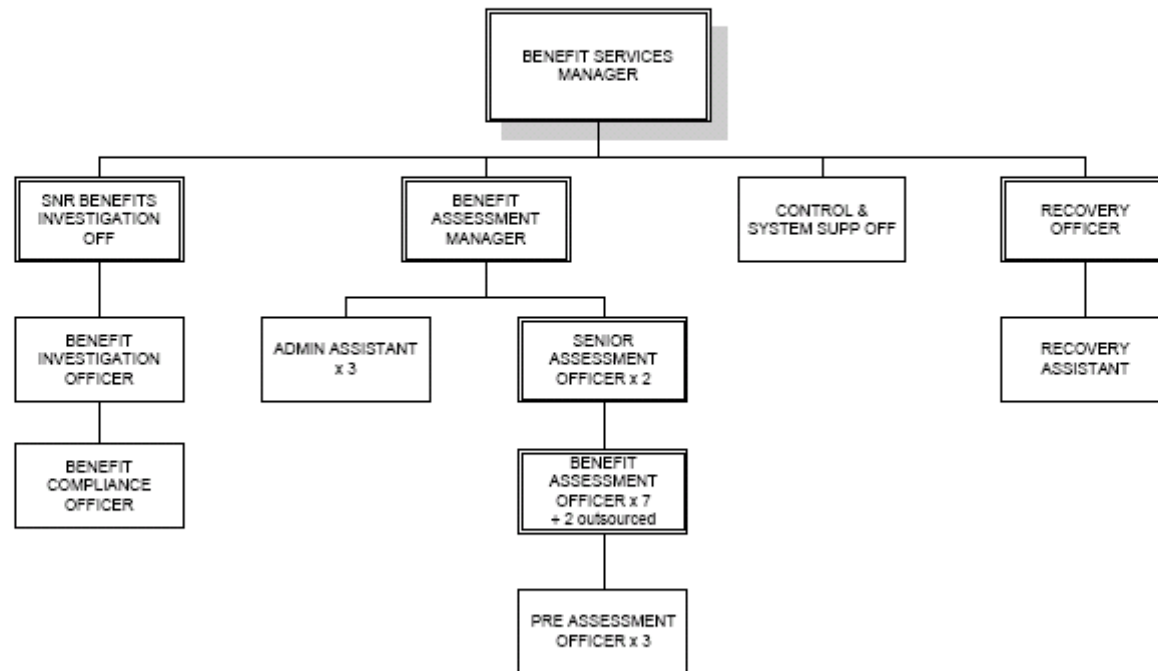 BENEFIT SERVICES
MANAGER
SNR BENEFITS
INVESTIGATION
OFF
BENEFIT
ASSESSMENT
MANAGER
CONTROL &
SYSTEM SUPP OFF
RECOVERY
OFFICER
BENEFIT
INVESTIGATION
OFFICER
ADMIN ASSISTANT
x 3
SENIOR
ASSESSMENT
OFFICER x 2
RECOVERY
ASSISTANT
BENEFIT
COMPLIANCE
OFFICER
BENEFIT
ASSESSMENT
OFFICER x 7
+ 2 outsourced
PRE ASSESSMENT
OFFICER x 3